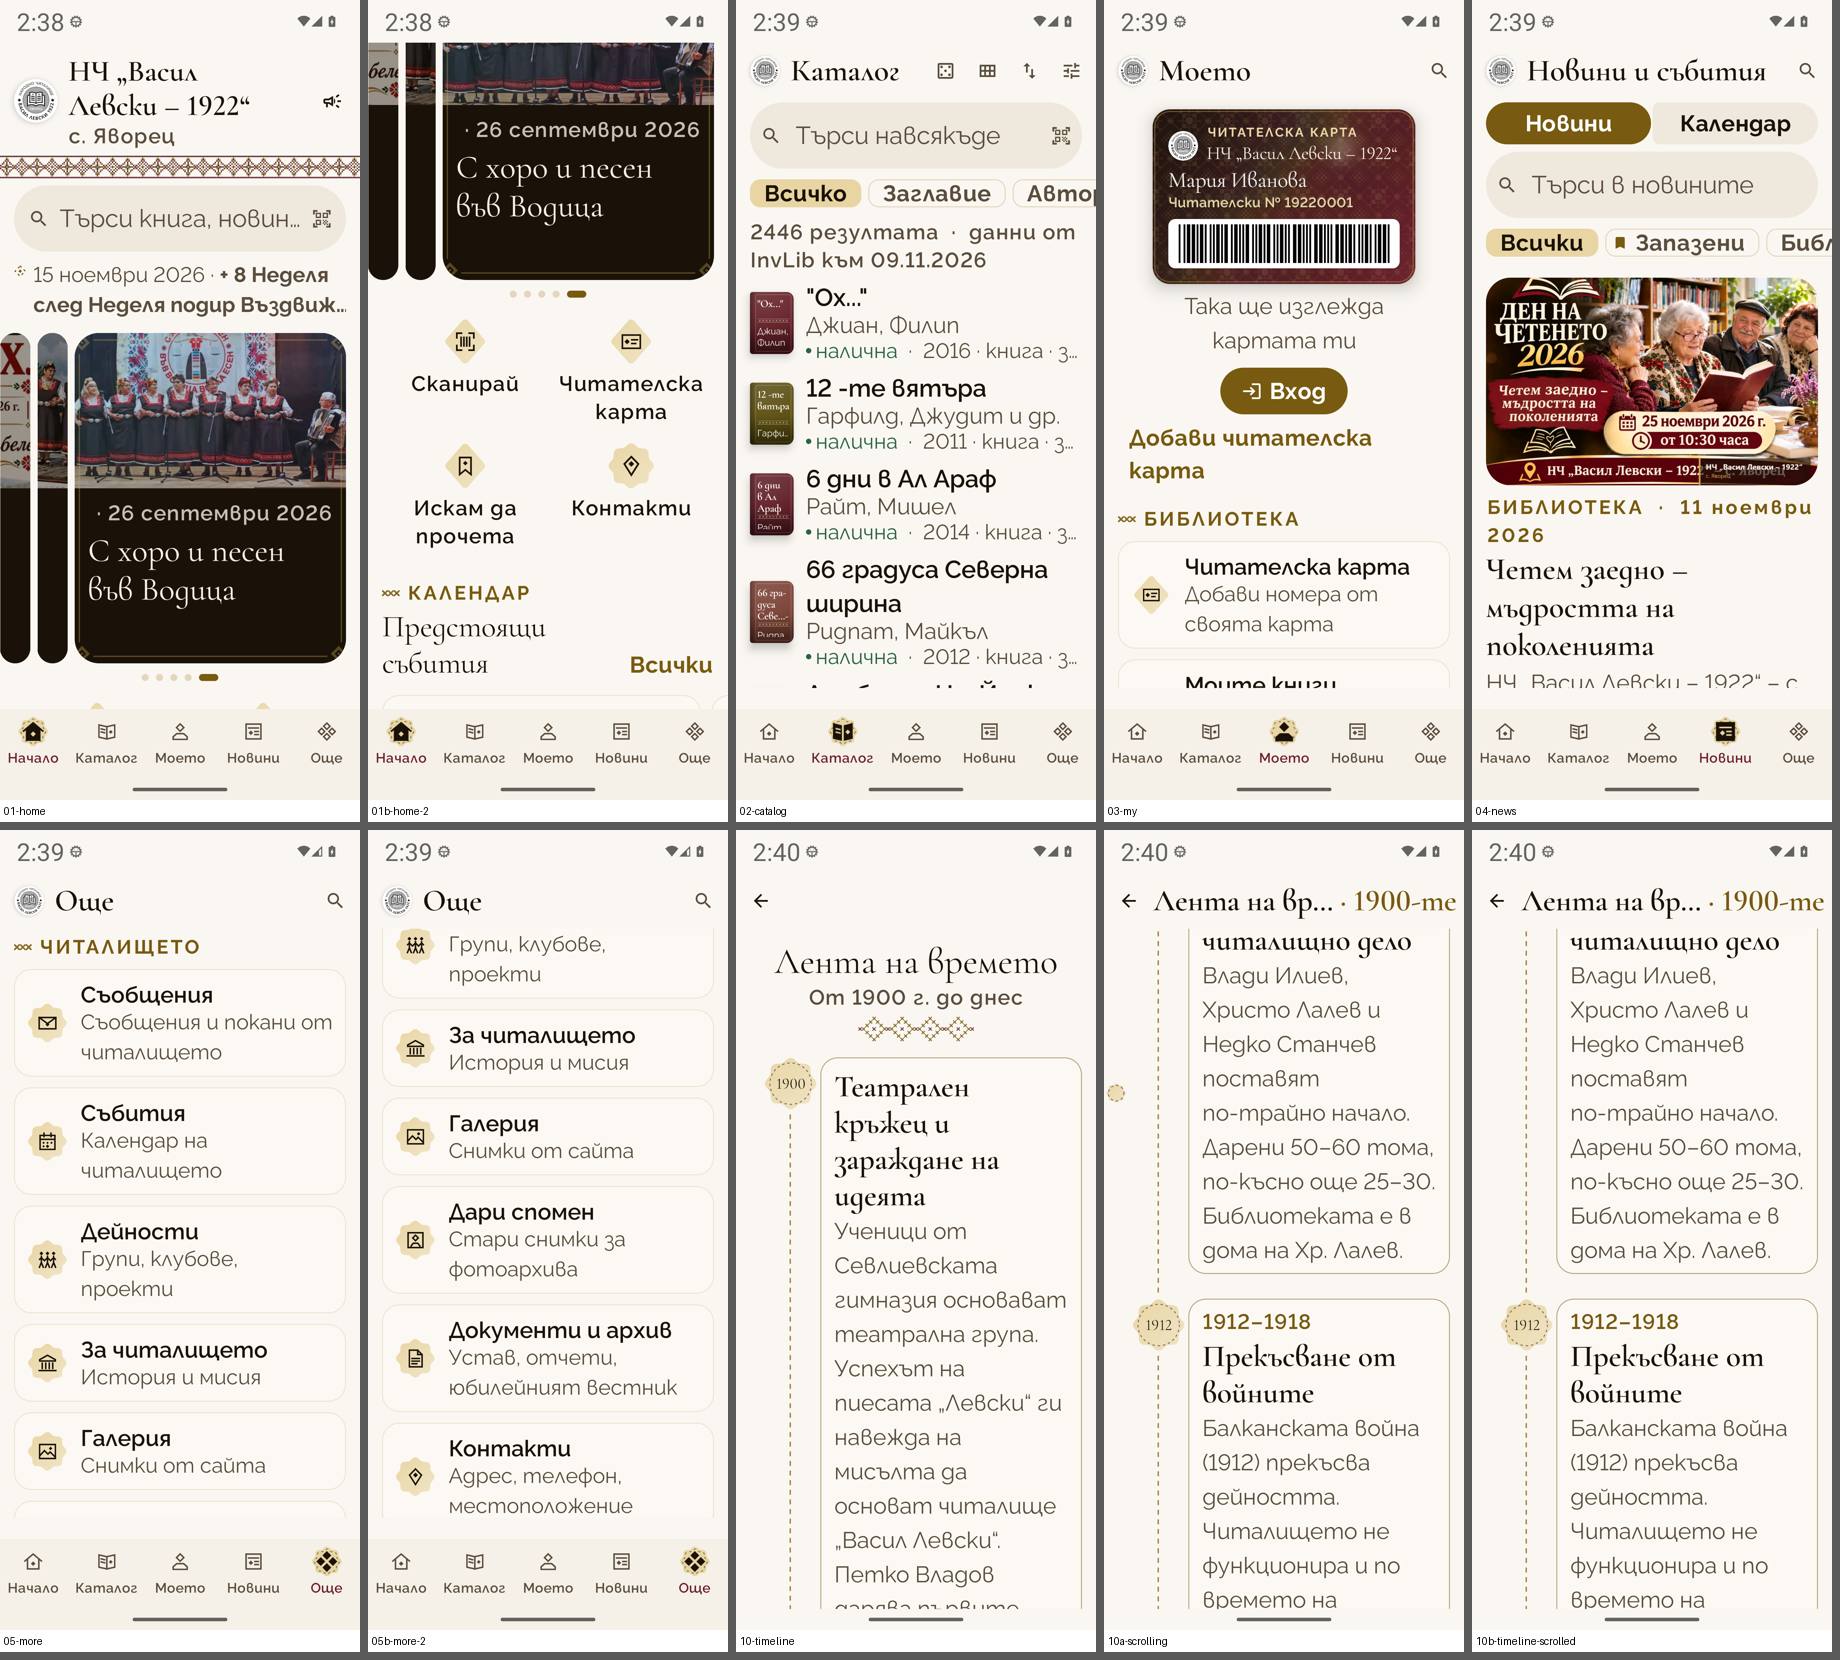 2:38
НЧ „Васил
Левски – 1922“
с. Яворец
Търси книга, новин...
15 ноември 2026 · + 8 Неделя
след Неделя подир Въздвиж...
· 26 септември 2026
С хоро и песен
във Водица
Начало
Каталог
Моето
Новини
Още
01-home
2:38
· 26 септември 2026
С хоро и песен
във Водица
Сканирай
Читателска
карта
Искам да
прочета
Контакти
КАЛЕНДАР
Предстоящи
събития
Всички
Начало
Каталог
Моето
Новини
Още
01b-home-2
2:39
Каталог
Търси навсякъде
Всичко
Заглавие
Автор
2446 резултата · данни от
InvLib към 09.11.2026
"Ох..."
Джиан, Филип
• налична · 2016 · книга · з...
12 -те вятъра
Гарфилд, Джудит и др.
• налична · 2011 · книга · з...
6 дни в Ал Араф
Райт, Мишел
• налична · 2014 · книга · з...
66 градуса Северна
ширина
Ридпат, Майкъл
• налична · 2012 · книга · з...
Начало
Каталог
Моето
Новини
Още
02-catalog
2:39
Моето
ЧИТАТЕЛСКА КАРТА
НЧ „Васил Левски – 1922“
Мария Иванова
Читателски № 19220001
Така ще изглежда
картата ти
Вход
Добави читателска
карта
БИБЛИОТЕКА
Читателска карта
Добави номера от
своята карта
Моите книги
Начало
Каталог
Моето
Новини
Още
03-my
2:39
Новини и събития
Новини
Календар
Търси в новините
Всички
Запазени
Библ
ДЕН НА
ЧЕТЕНЕТО
2026
Четем заедно –
мъдростта на
поколенията
25 ноември 2026 г.
от 10:30 часа
НЧ „Васил Левски – 1922
НЧ „Васил Левски – 1922“
БИБЛИОТЕКА · 11 ноември
2026
Четем заедно –
мъдростта на
поколенията
НЧ „Васил Левски – 1922“ – с
Начало
Каталог
Моето
Новини
Още
04-news
2:39
Още
ЧИТАЛИЩЕТО
Съобщения
Съобщения и покани от
читалището
Събития
Календар на
читалището
Дейности
Групи, клубове,
проекти
За читалището
История и мисия
Галерия
Снимки от сайта
Начало
Каталог
Моето
Новини
Още
05-more
2:39
Още
Групи, клубове,
проекти
За читалището
История и мисия
Галерия
Снимки от сайта
Дари спомен
Стари снимки за
фотоархива
Документи и архив
Устав, отчети,
юбилейният вестник
Контакти
Адрес, телефон,
местоположение
Начало
Каталог
Моето
Новини
Още
05b-more-2
2:40
Лента на времето
От 1900 г. до днес
1900
Театрален
кръжец и
зараждане на
идеята
Ученици от
Севлиевската
гимназия основават
театрална група.
Успехът на
пиесата „Левски“ ги
навежда на
мисълта да
основат читалище
„Васил Левски“.
Петко Владов
дарява първите
10-timeline
2:40
Лента на вр... · 1900-те
читалищно дело
Влади Илиев,
Христо Лалев и
Недко Станчев
поставят
по-трайно начало.
Дарени 50–60 тома,
по-късно още 25–30.
Библиотеката е в
дома на Хр. Лалев.
1912
1912–1918
Прекъсване от
войните
Балканската война
(1912) прекъсва
дейността.
Читалището не
функционира и по
времето на
10a-scrolling
2:40
Лента на вр... · 1900-те
читалищно дело
Влади Илиев,
Христо Лалев и
Недко Станчев
поставят
по-трайно начало.
Дарени 50–60 тома,
по-късно още 25–30.
Библиотеката е в
дома на Хр. Лалев.
1912
1912–1918
Прекъсване от
войните
Балканската война
(1912) прекъсва
дейността.
Читалището не
функционира и по
времето на
10b-timeline-scrolled